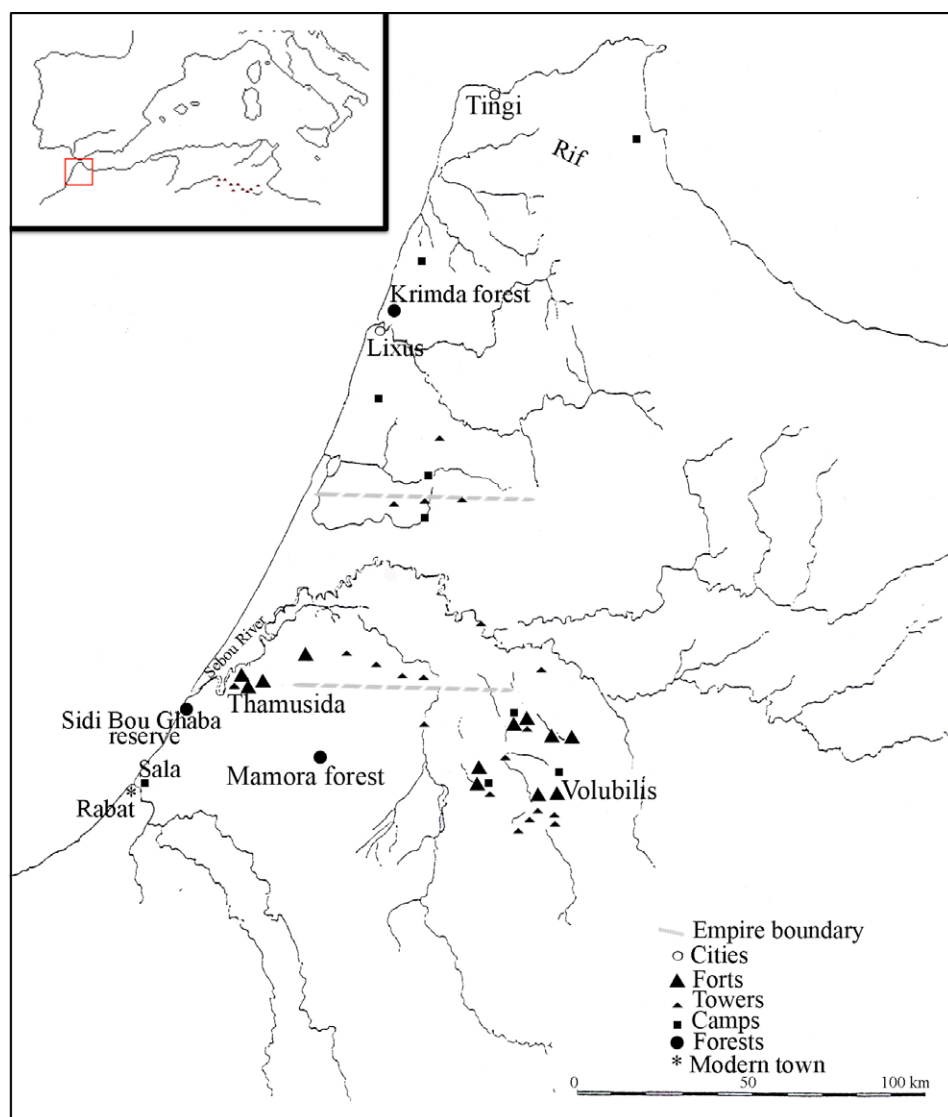 Tingi
Rif
Krimda forest
Lixus
Sebou River
Thamusida
Sidi Bou Ghaba
reserve
Mamora forest
Sala
Rabat
*
Volubilis
Empire boundary
Cities
Forts
Towers
Camps
Forests
* Modern town
0 50 100 km